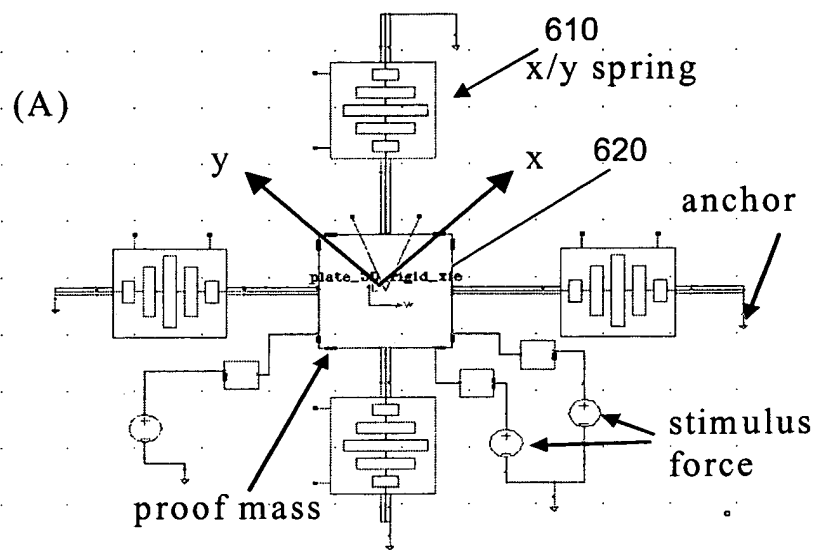 610
x/y spring
(A)
y
x
620
anchor
stimulus
force
proof mass